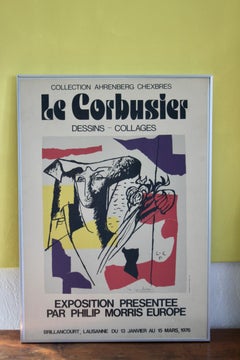 COLLECTION AHRENBERG CHEXBRES
Le Corbusier
DESSINS - COLLAGES
EXPOSITION PRESENTEE
PAR PHILIP MORRIS EUROPE
BRILLANCOURT, LAUSANNE DU 13 JANVIER AU 15 MARS, 1976